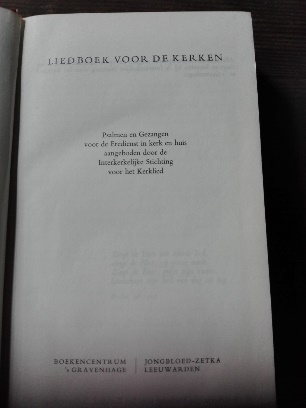 LIEDBOEK VOOR DE KERKEN
Psalmen en Gezangen
voor de Eredienst in kerk en huis
aangeboden door de
Interkerkelijke Stichting
voor het Kerklied
BOEKENCENTRUM
's GRAVENHAGE
JONGBLOED-ZETKA
LEEUWARDEN